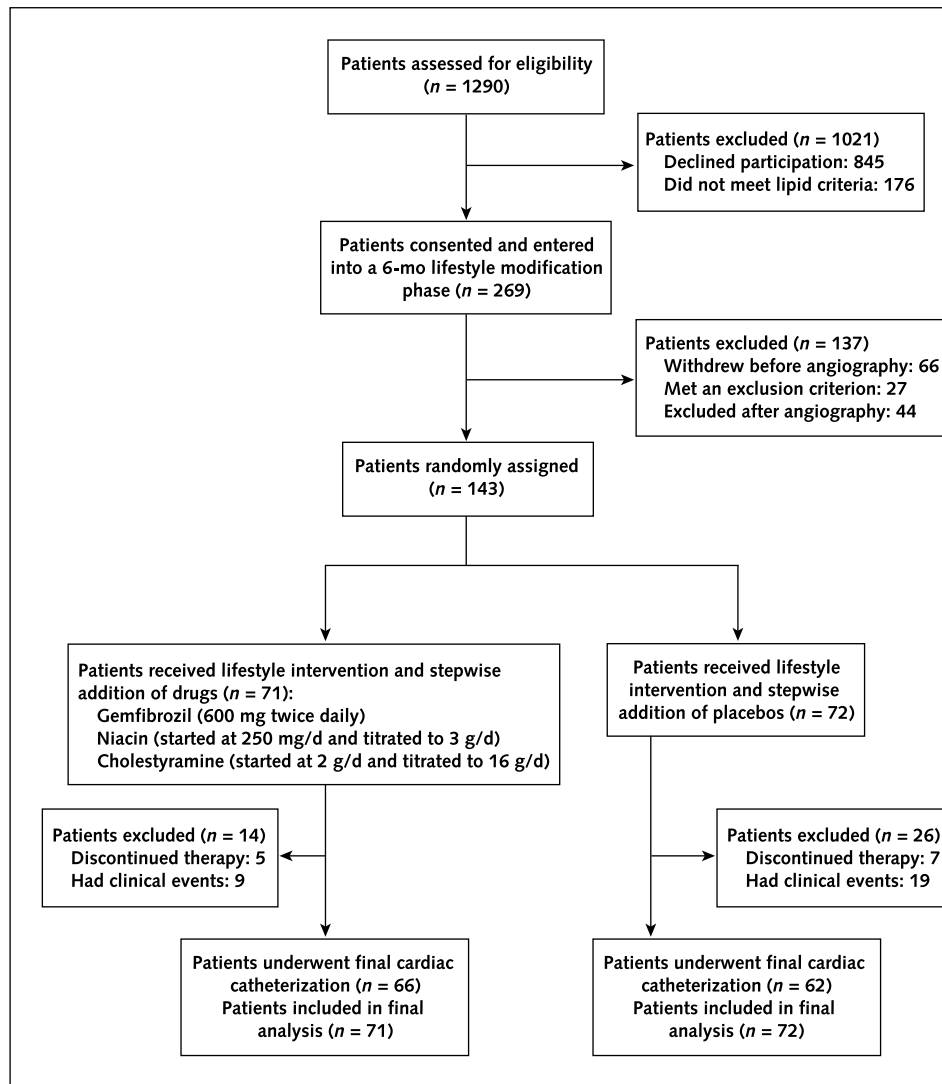 Patients assessed for eligibility
(n = 1290)
Patients excluded (n = 1021)
Declined participation: 845
Did not meet lipid criteria: 176
Patients consented and entered
into a 6-mo lifestyle modification
phase (n = 269)
Patients excluded (n = 137)
Withdrew before angiography: 66
Met an exclusion criterion: 27
Excluded after angiography: 44
Patients randomly assigned
(n = 143)
Patients received lifestyle intervention and stepwise
addition of drugs (n = 71):
Gemfibrozil (600 mg twice daily)
Niacin (started at 250 mg/d and titrated to 3 g/d)
Cholestyramine (started at 2 g/d and titrated to 16 g/d)
Patients received lifestyle
intervention and stepwise
addition of placebos (n = 72)
Patients excluded (n = 14)
Discontinued therapy: 5
Had clinical events: 9
Patients excluded (n = 26)
Discontinued therapy: 7
Had clinical events: 19
Patients underwent final cardiac
catheterization (n = 66)
Patients included in final
analysis (n = 71)
Patients underwent final cardiac
catheterization (n = 62)
Patients included in final
analysis (n = 72)